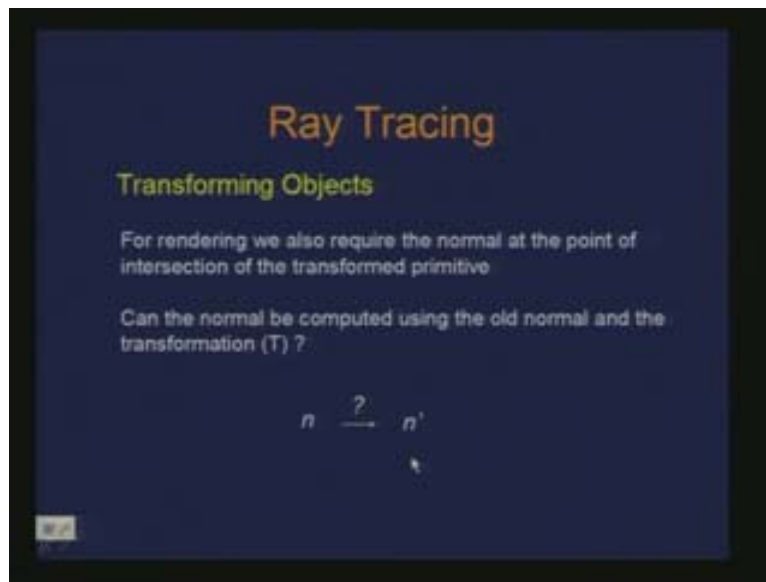 Ray Tracing
Transforming Objects
For rendering we also require the normal at the point of
intersection of the transformed primitive
Can the normal be computed using the old normal and the
transformation (T) ?
?
n → n'